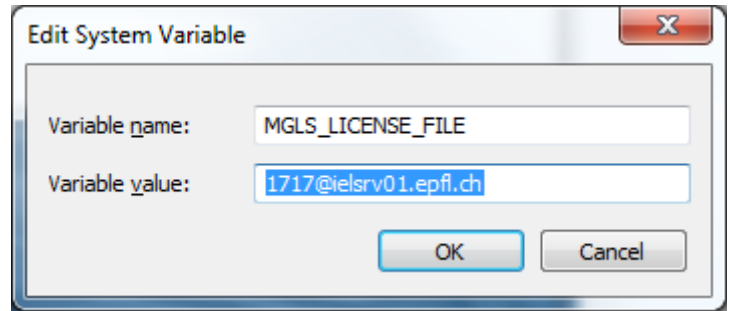 Edit System Variable
Variable name: MGLS_LICENSE_FILE
Variable value: 1717@ielsrv01.epfl.ch
OK Cancel